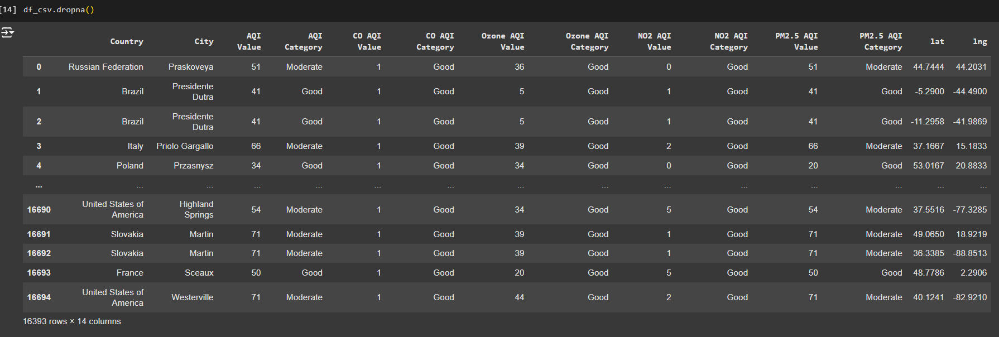 [14] df_csv.dropna()
Country City AQI Value AQI Category CO AQI Value CO AQI Category Ozone AQI Value Ozone AQI Category NO2 AQI Value NO2 AQI Category PM2.5 AQI Value PM2.5 AQI Category lat lng
0 Russian Federation Praskoveya 51 Moderate 1 Good 36 Good 0 Good 51 Moderate 44.7444 44.2031
1 Brazil Presidente Dutra 41 Good 1 Good 5 Good 1 Good 41 Good -5.2900 -44.4900
2 Brazil Presidente Dutra 41 Good 1 Good 5 Good 1 Good 41 Good -11.2958 -41.9869
3 Italy Priolo Gargallo 66 Moderate 1 Good 39 Good 2 Good 66 Moderate 37.1667 15.1833
4 Poland Przasnysz 34 Good 1 Good 34 Good 0 Good 20 Good 53.0167 20.8833
... ... ... ... ... ... ... ... ... ... ... ... ... ... ...
16690 United States of America Highland Springs 54 Moderate 1 Good 34 Good 5 Good 54 Moderate 37.5516 -77.3285
16691 Slovakia Martin 71 Moderate 1 Good 39 Good 1 Good 71 Moderate 49.0650 18.9219
16692 Slovakia Martin 71 Moderate 1 Good 39 Good 1 Good 71 Moderate 36.3385 -88.8513
16693 France Sceaux 50 Good 1 Good 20 Good 5 Good 50 Good 48.7786 2.2906
16694 United States of America Westerville 71 Moderate 1 Good 44 Good 2 Good 71 Moderate 40.1241 -82.9210
16393 rows × 14 columns